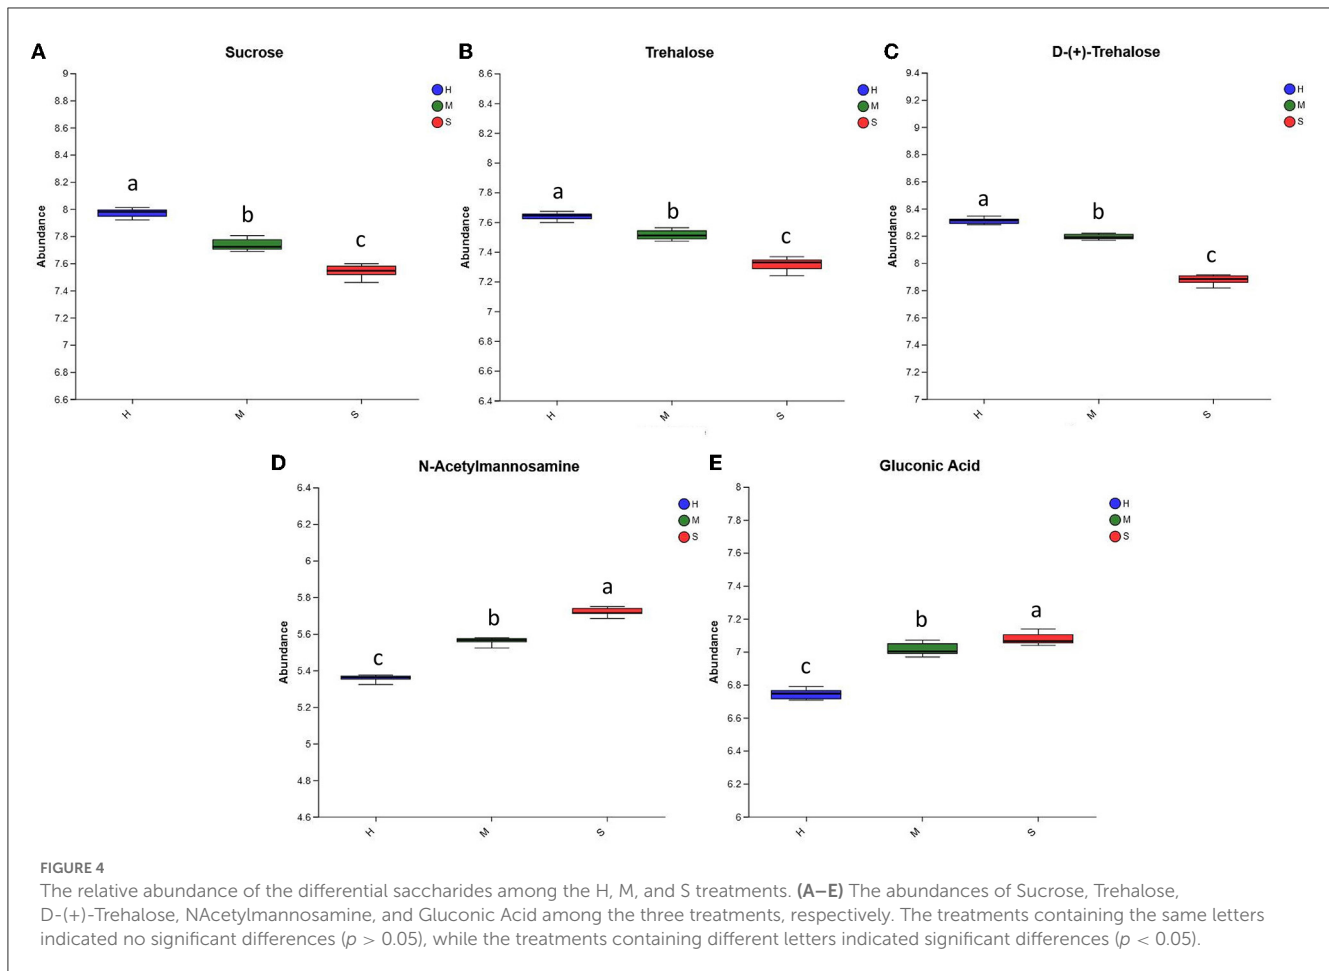 A
Sucrose
9
8.8
8.6
8.4
8.2
8
7.8
7.6
7.4
7.2
7
6.8
6.6
Abundance
a
b
c
H
M
S
H
M
S
B
Trehalose
8.6
8.4
8.2
8
7.8
7.6
7.4
7.2
7
6.8
6.6
6.4
Abundance
a
b
c
H
M
S
H
M
S
C
D-(+)-Trehalose
9.4
9.2
9
8.8
8.6
8.4
8.2
8
7.8
7.6
7.4
7.2
7
Abundance
a
b
c
H
M
S
H
M
S
D
N-Acetylmannosamine
6.4
6.2
6
5.8
5.6
5.4
5.2
5
4.8
4.6
Abundance
c
b
a
H
M
S
H
M
S
E
Gluconic Acid
8
7.8
7.6
7.4
7.2
7
6.8
6.6
6.4
6.2
6
Abundance
c
b
a
H
M
S
H
M
S
FIGURE 4
The relative abundance of the differential saccharides among the H, M, and S treatments. (A–E) The abundances of Sucrose, Trehalose,
D-(+)-Trehalose, NAcetylmannosamine, and Gluconic Acid among the three treatments, respectively. The treatments containing the same letters
indicated no significant differences (p > 0.05), while the treatments containing different letters indicated significant differences (p < 0.05).